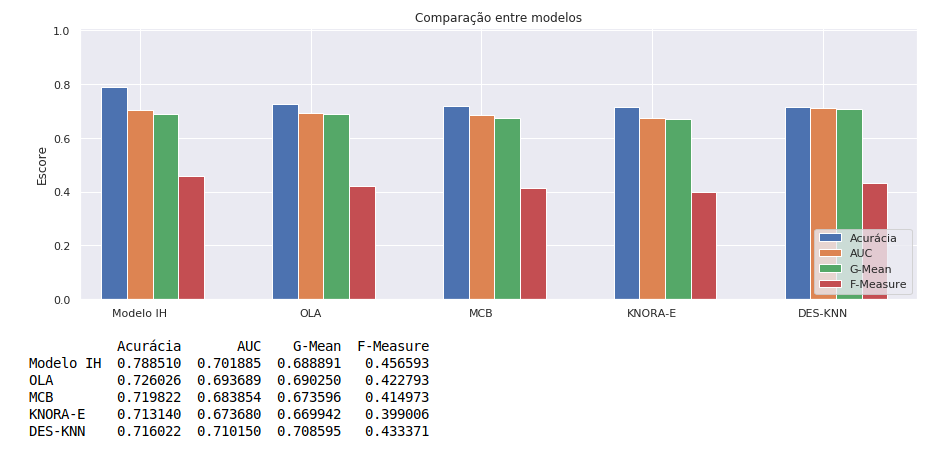 Comparação entre modelos
1.0
0.8
0.6
0.4
0.2
0.0
Escore
Acurácia
AUC
G-Mean
F-Measure
Modelo IH OLA MCB KNORA-E DES-KNN
Acurácia AUC G-Mean F-Measure
Modelo IH 0.788510 0.701885 0.688891 0.456593
OLA 0.726026 0.693689 0.690250 0.422793
MCB 0.719822 0.683854 0.673596 0.414973
KNORA-E 0.713140 0.673680 0.669942 0.399006
DES-KNN 0.716022 0.710150 0.708595 0.433371